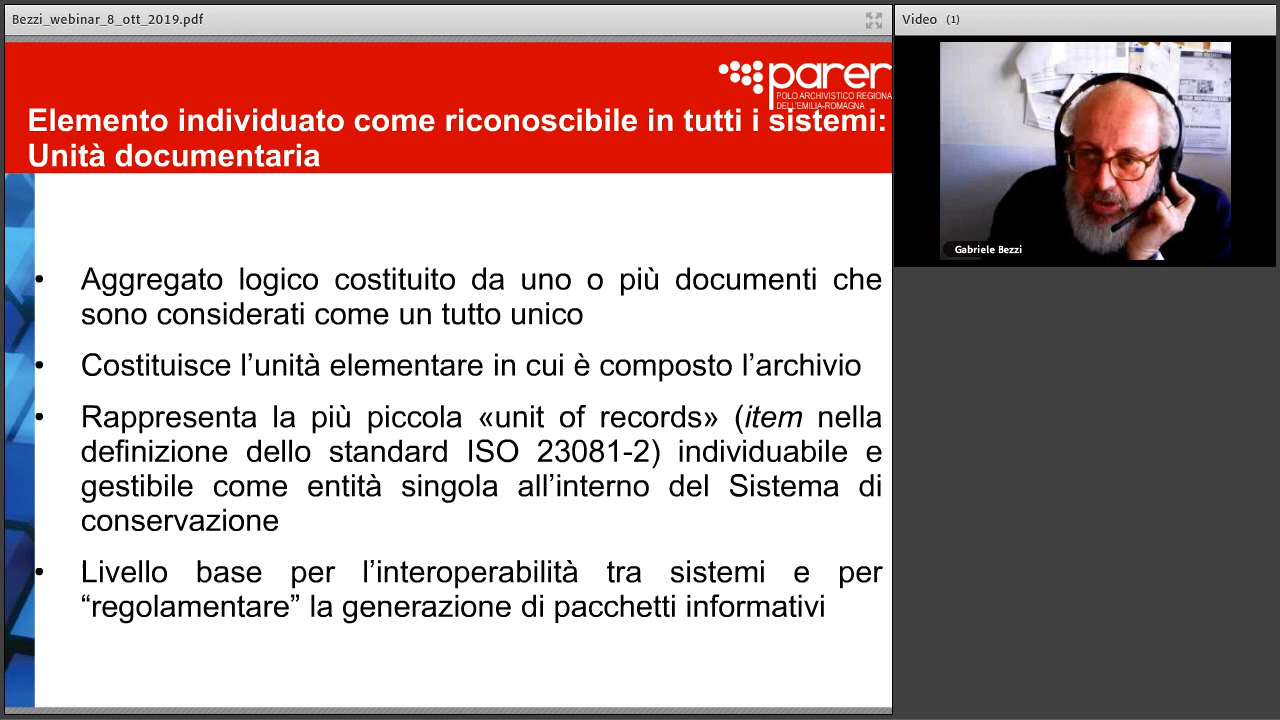 Bezzi_webinar_8_ott_2019.pdf
Video (1)
parer
POLO ARCHIVISTICO REGIONA
DELL'EMILIA-ROMAGNA
Elemento individuato come riconoscibile in tutti i sistemi:
Unità documentaria
Gabriele Bezzi
• Aggregato logico costituito da uno o più documenti che
sono considerati come un tutto unico
• Costituisce l’unità elementare in cui è composto l’archivio
• Rappresenta la più piccola «unit of records» (item nella
definizione dello standard ISO 23081-2) individuabile e
gestibile come entità singola all’interno del Sistema di
conservazione
• Livello base per l’interoperabilità tra sistemi e per
“regolamentare” la generazione di pacchetti informativi